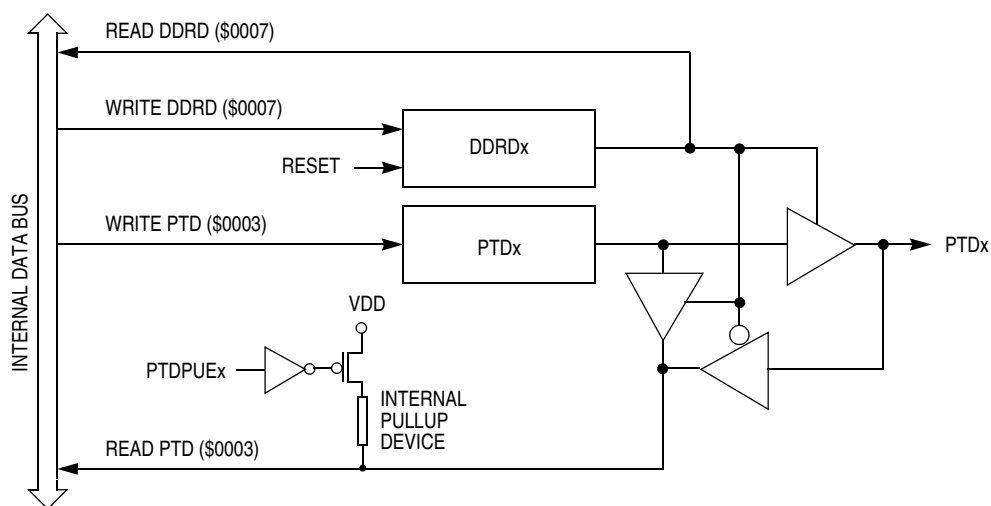 READ DDRD ($0007)
WRITE DDRD ($0007)
DDRDx
RESET
INTERNAL DATA BUS
WRITE PTD ($0003)
PTDx
PTDx
VDD
PTDPUEx
INTERNAL
PULLUP
DEVICE
READ PTD ($0003)